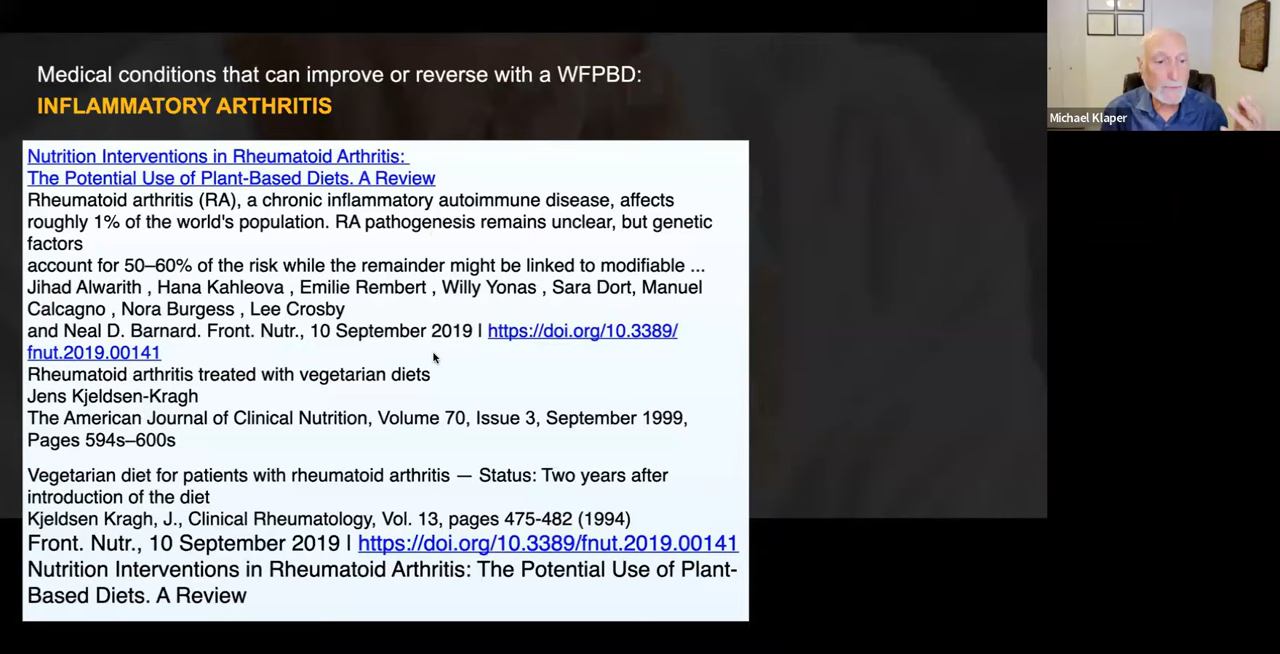 Medical conditions that can improve or reverse with a WFPBD:
INFLAMMATORY ARTHRITIS
Nutrition Interventions in Rheumatoid Arthritis:
The Potential Use of Plant-Based Diets. A Review
Rheumatoid arthritis (RA), a chronic inflammatory autoimmune disease, affects
roughly 1% of the world's population. RA pathogenesis remains unclear, but genetic
factors
account for 50–60% of the risk while the remainder might be linked to modifiable ...
Jihad Alwarith , Hana Kahleova , Emilie Rembert , Willy Yonas , Sara Dort, Manuel
Calcagno , Nora Burgess , Lee Crosby
and Neal D. Barnard. Front. Nutr., 10 September 2019 | https://doi.org/10.3389/
fnut.2019.00141
Rheumatoid arthritis treated with vegetarian diets
Jens Kjeldsen-Kragh
The American Journal of Clinical Nutrition, Volume 70, Issue 3, September 1999,
Pages 594s–600s
Vegetarian diet for patients with rheumatoid arthritis — Status: Two years after
introduction of the diet
Kjeldsen Kragh, J., Clinical Rheumatology, Vol. 13, pages 475-482 (1994)
Front. Nutr., 10 September 2019 | https://doi.org/10.3389/fnut.2019.00141
Nutrition Interventions in Rheumatoid Arthritis: The Potential Use of Plant-
Based Diets. A Review
Michael Klaper